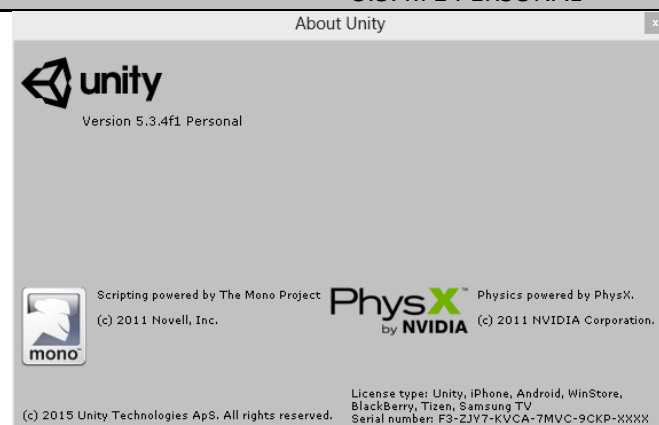 About Unity
x
unity
Version 5.3.4f1 Personal
Scripting powered by The Mono Project
(c) 2011 Novell, Inc.
mono
PhysX™
by NVIDIA
Physics powered by PhysX.
(c) 2011 NVIDIA Corporation.
(c) 2015 Unity Technologies ApS. All rights reserved.
License type: Unity, iPhone, Android, WinStore,
BlackBerry, Tizen, Samsung TV
Serial number: F3-ZJY7-KVCA-7MVC-9CKP-XXXX